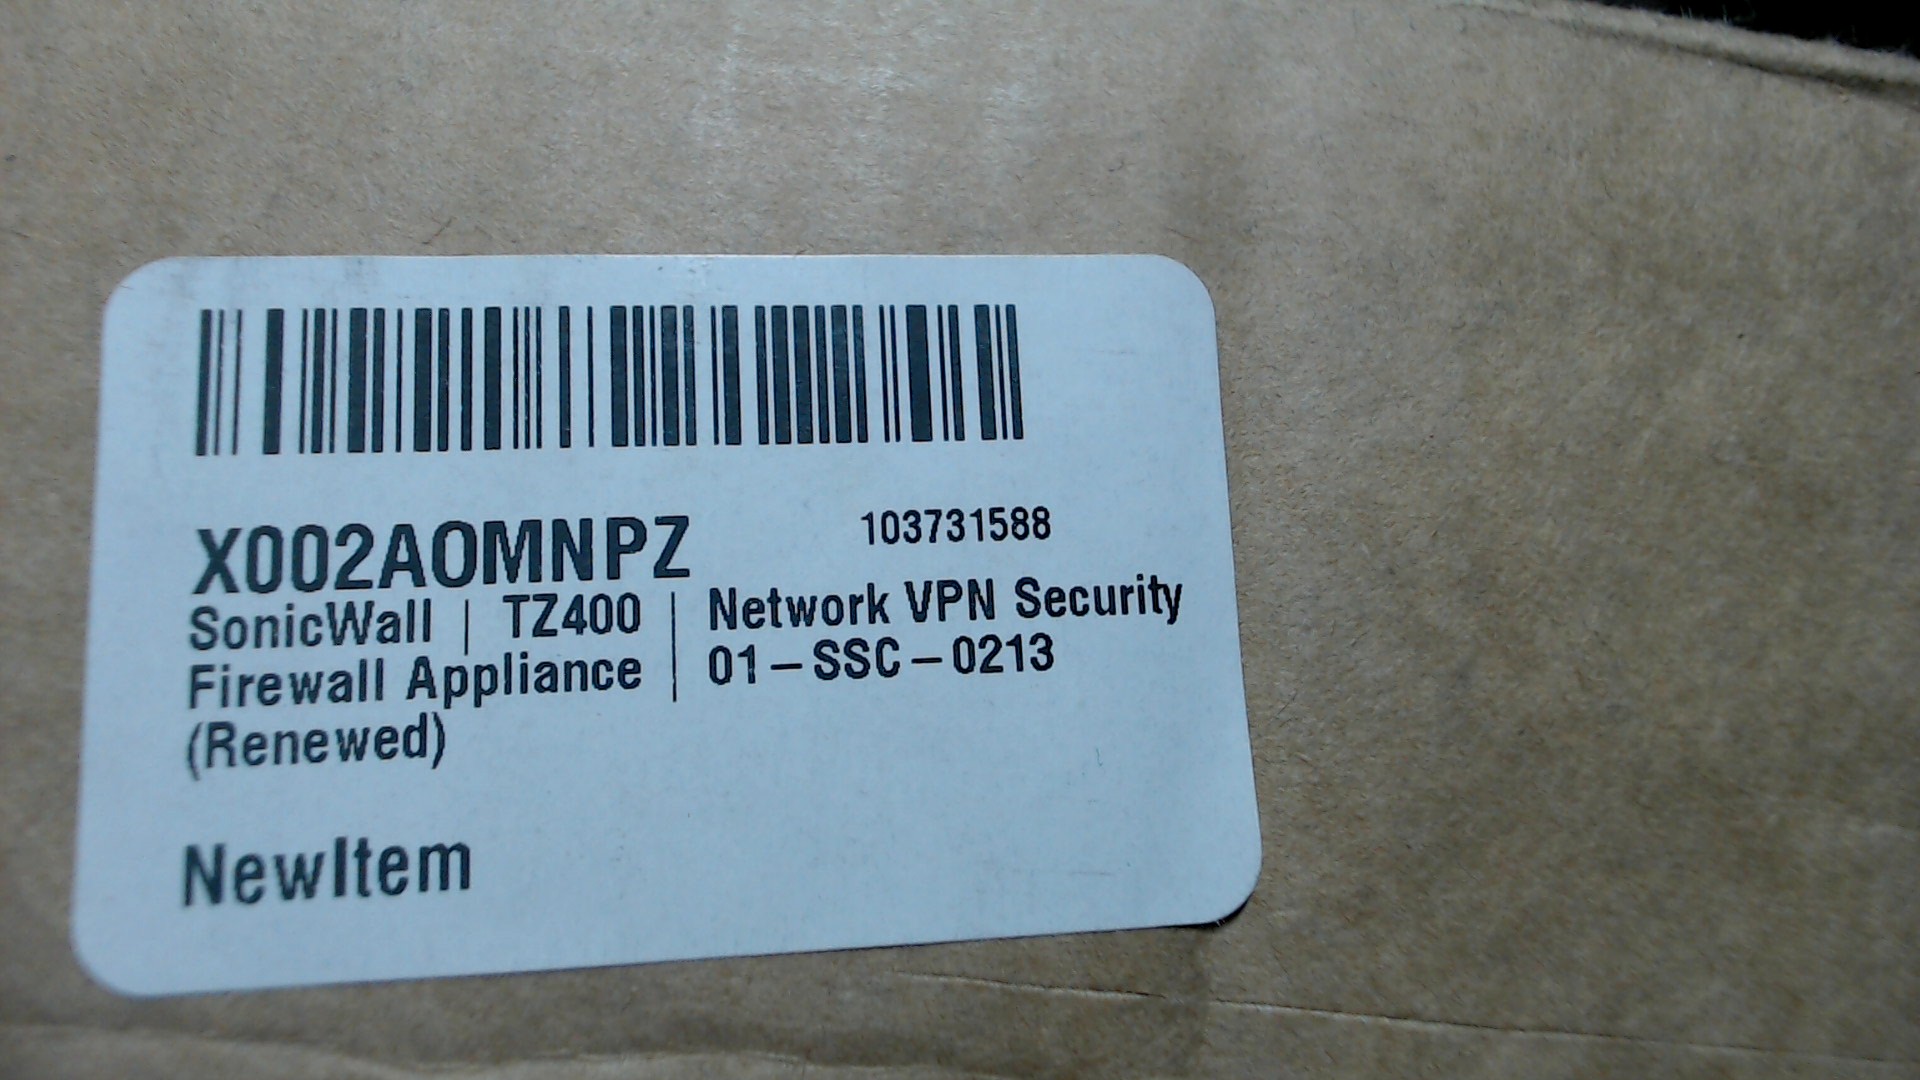 X002AOMNPZ 103731588
SonicWall | TZ400 | Network VPN Security
Firewall Appliance | 01-SSC-0213
(Renewed)
NewItem